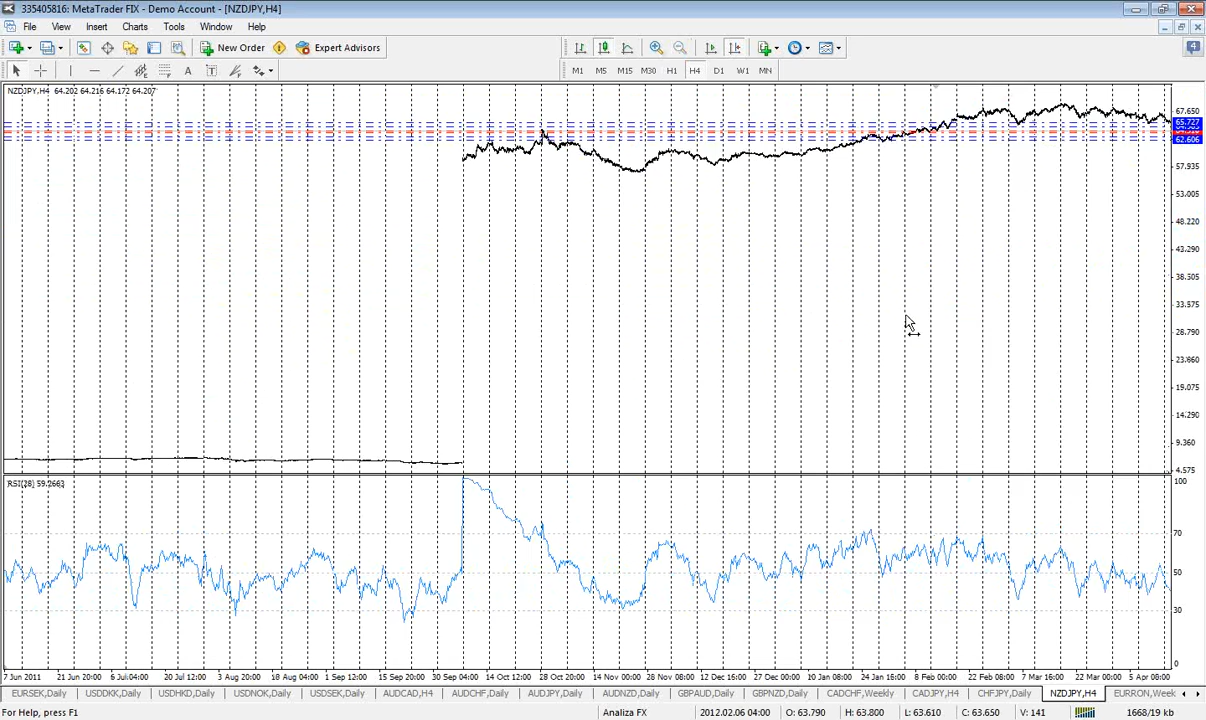 335405816: MetaTrader FIX - Demo Account - [NZDJPY,H4]
File View Insert Charts Tools Window Help
New Order Expert Advisors
4
A T M1 M5 M15 M30 H1 H4 D1 W1 MN
NZDJPY,H4 64.202 64.216 64.172 64.207
67.650
65.727
62.606
57.935
53.005
48.220
43.290
38.505
33.575
28.790
23.860
19.075
14.290
9.360
4.575
RSI(28) 59.2663
100
70
50
30
0
7 Jun 2011 21 Jun 20:00 6 Jul 04:00 20 Jul 12:00 3 Aug 20:00 18 Aug 04:00 1 Sep 12:00 15 Sep 20:00 30 Sep 04:00 14 Oct 12:00 28 Oct 20:00 14 Nov 00:00 28 Nov 08:00 12 Dec 16:00 27 Dec 00:00 10 Jan 08:00 24 Jan 16:00 8 Feb 00:00 22 Feb 08:00 7 Mar 16:00 22 Mar 00:00 5 Apr 08:00
EURSEK,Daily USDDKK,Daily USDHKD,Daily USDNOK,Daily USDSEK,Daily AUDCAD,H4 AUDCHF,Daily AUDJPY,Daily AUDNZD,Daily GBPAUD,Daily GBPNZD,Daily CADCHF,Weekly CADJPY,H4 CHFJPY,Daily NZDJPY,H4 EURRON,Week
For Help, press F1 Analiza FX 2012.02.06 04:00 O: 63.790 H: 63.800 L: 63.610 C: 63.650 V: 141 1668/19 kb